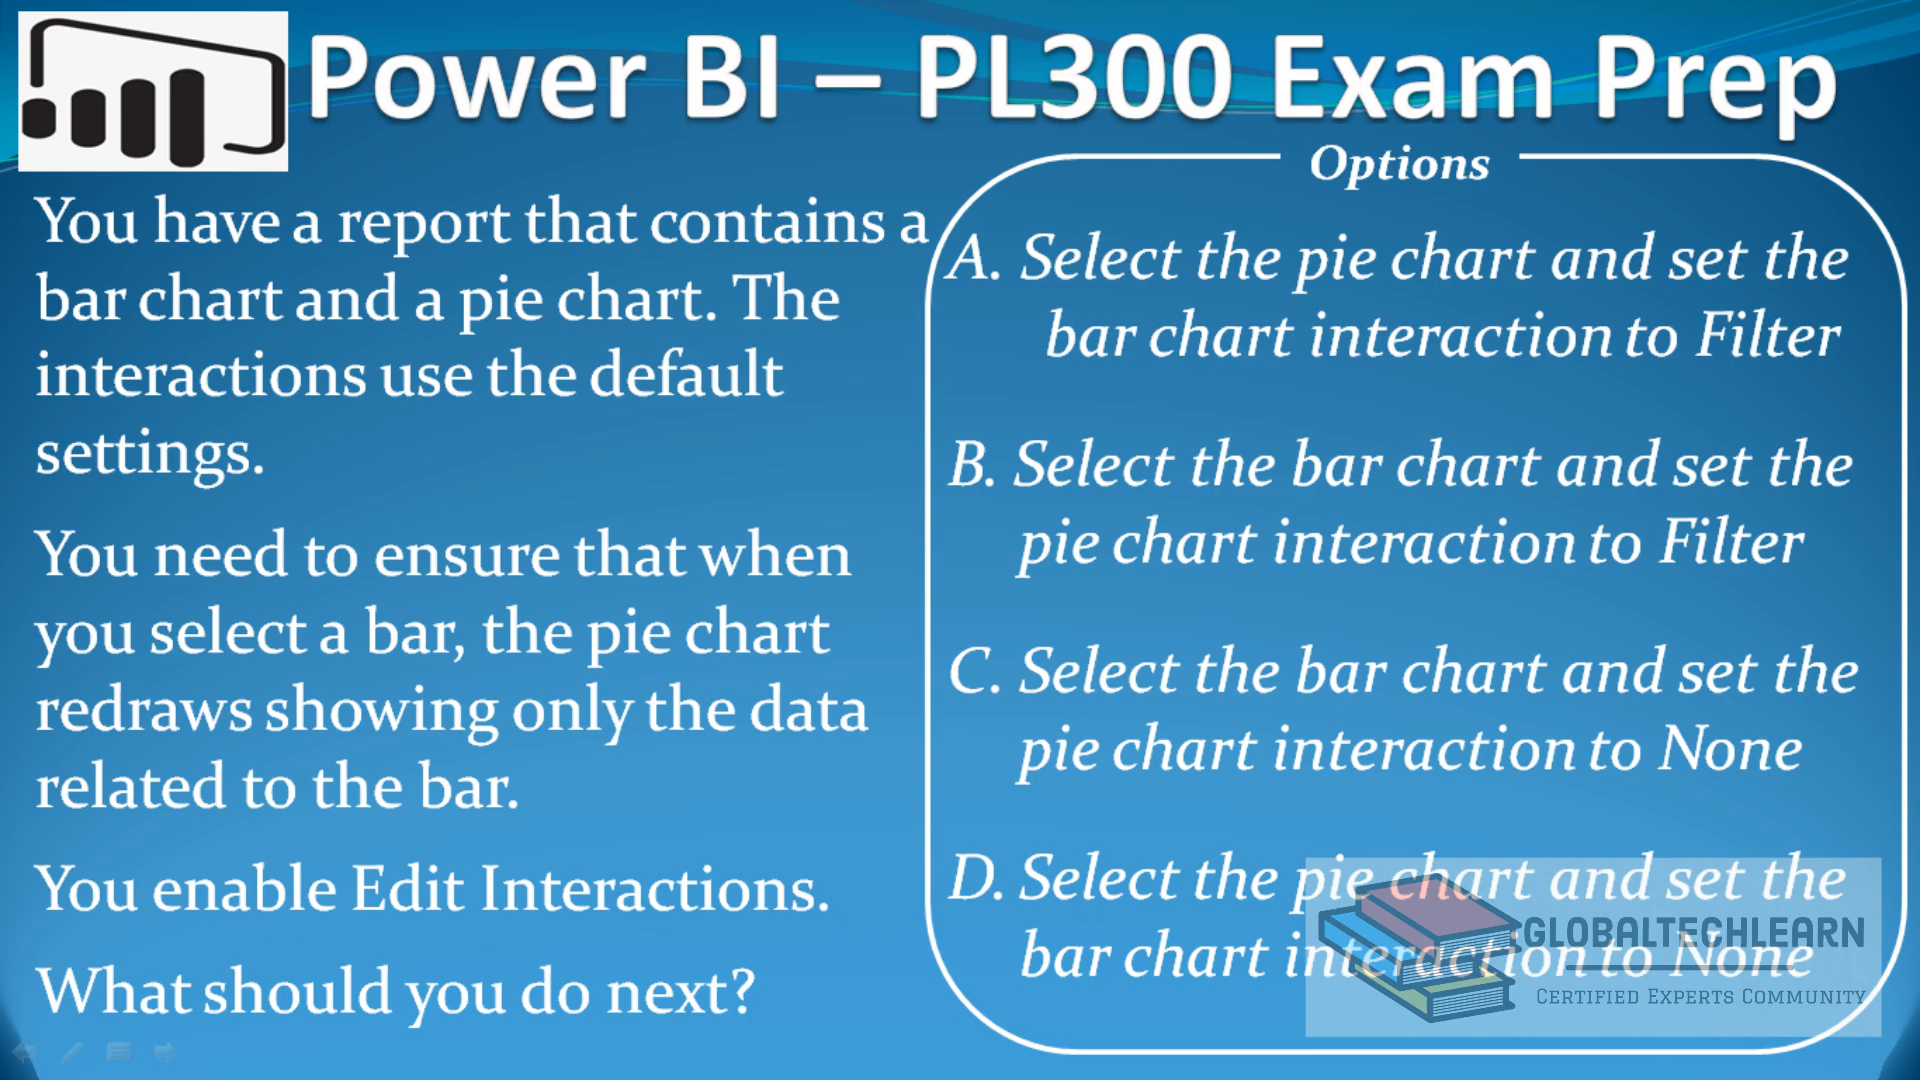 Power BI – PL300 Exam Prep
You have a report that contains a
bar chart and a pie chart. The
interactions use the default
settings.
You need to ensure that when
you select a bar, the pie chart
redraws showing only the data
related to the bar.
You enable Edit Interactions.
What should you do next?
Options
A. Select the pie chart and set the
bar chart interaction to Filter
B. Select the bar chart and set the
pie chart interaction to Filter
C. Select the bar chart and set the
pie chart interaction to None
D. Select the pie chart and set the
bar chart interaction to None
GLOBALTECHLEARN
CERTIFIED EXPERTS COMMUNITY